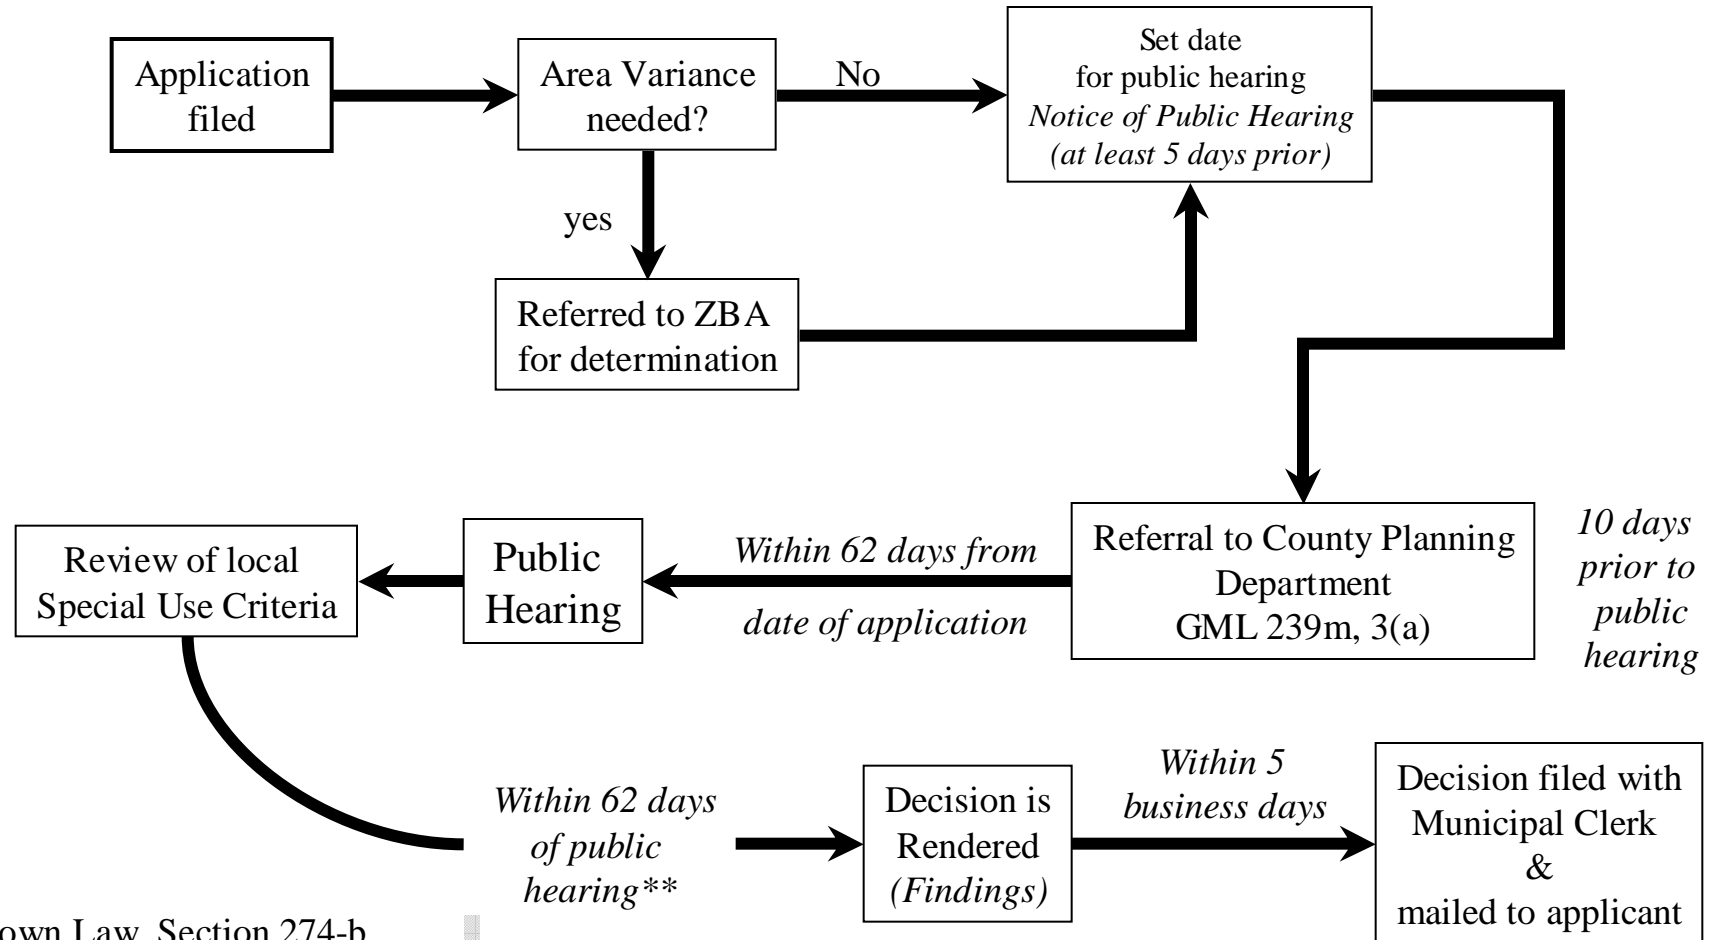 Application
filed
Area Variance
needed?
No
Set date
for public hearing
Notice of Public Hearing
(at least 5 days prior)
yes
Referred to ZBA
for determination
Referral to County Planning
Department
GML 239m, 3(a)
10 days
prior to
public
hearing
Within 62 days from
date of application
Public
Hearing
Review of local
Special Use Criteria
Within 62 days
of public
hearing**
Decision is
Rendered
(Findings)
Within 5
business days
Decision filed with
Municipal Clerk
&
mailed to applicant
own Law, Section 274-b